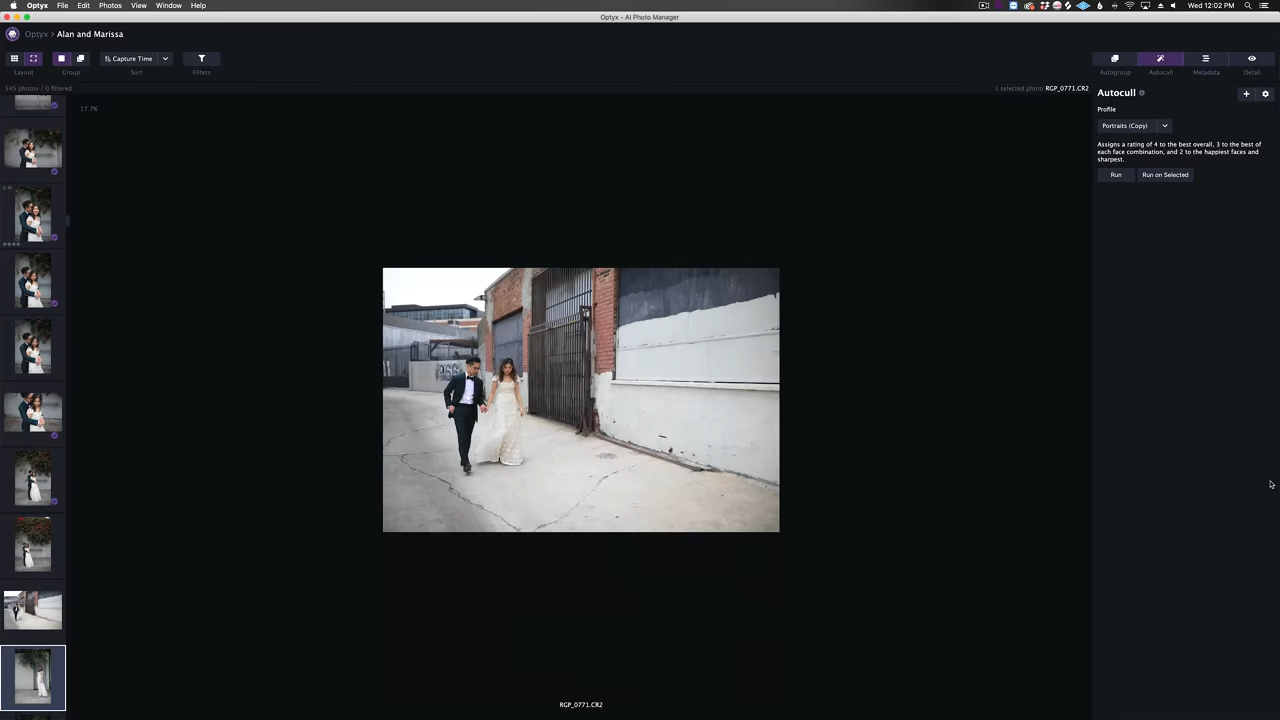 Optyx File Edit Photos View Window Help
Wed 12:02 PM
Optyx - AI Photo Manager
Optyx > Alan and Marissa
Capture Time
Layout Group Sort Filters
Autogroup Autocull Metadata Detail
545 photos / 0 filtered
1 selected photo RGP_0771.CR2
17.7%
Autocull
Profile
Portraits (Copy)
Assigns a rating of 4 to the best overall, 3 to the best of
each face combination, and 2 to the happiest faces and
sharpest.
Run Run on Selected
RGP_0771.CR2